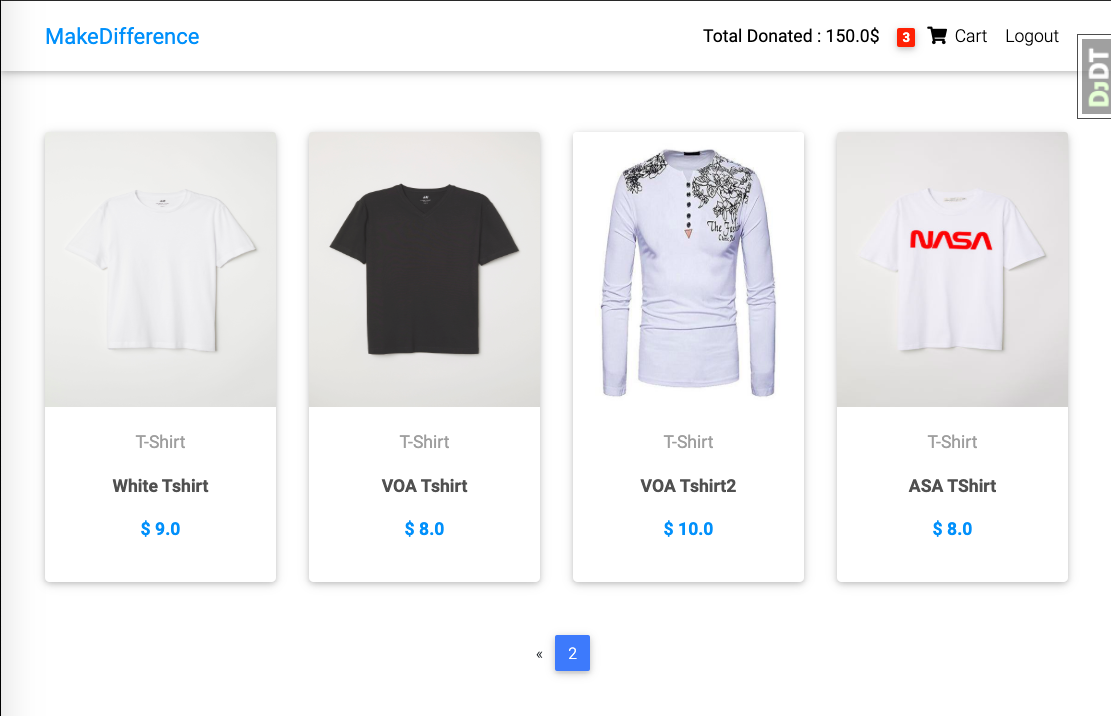 MakeDifference
Total Donated : 150.0$ 3 Cart Logout
DJDT
The Fash
NASA
T-Shirt
White Tshirt
$ 9.0
T-Shirt
VOA Tshirt
$ 8.0
T-Shirt
VOA Tshirt2
$ 10.0
T-Shirt
ASA TShirt
$ 8.0
« 2